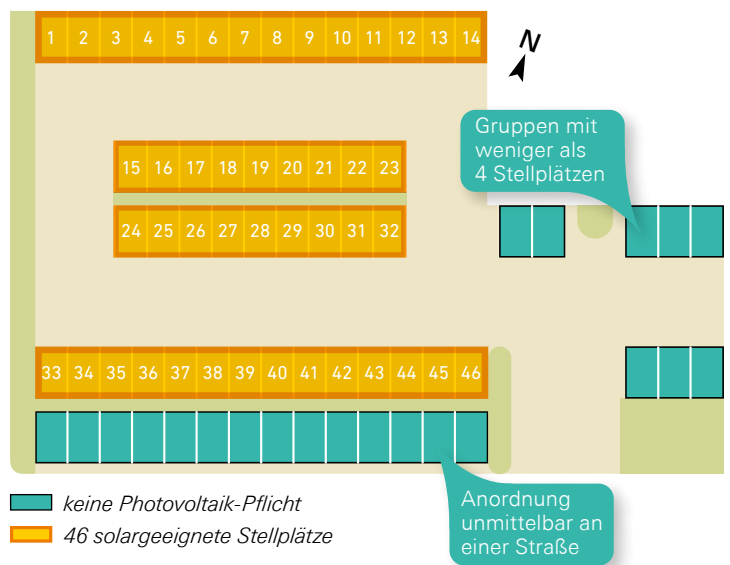 1 2 3 4 5 6 7 8 9 10 11 12 13 14
N
Gruppen mit
weniger als
4 Stellplätzen
15 16 17 18 19 20 21 22 23
24 25 26 27 28 29 30 31 32
33 34 35 36 37 38 39 40 41 42 43 44 45 46
Anordnung
unmittelbar an
einer Straße
keine Photovoltaik-Pflicht
46 solargeeignete Stellplätze